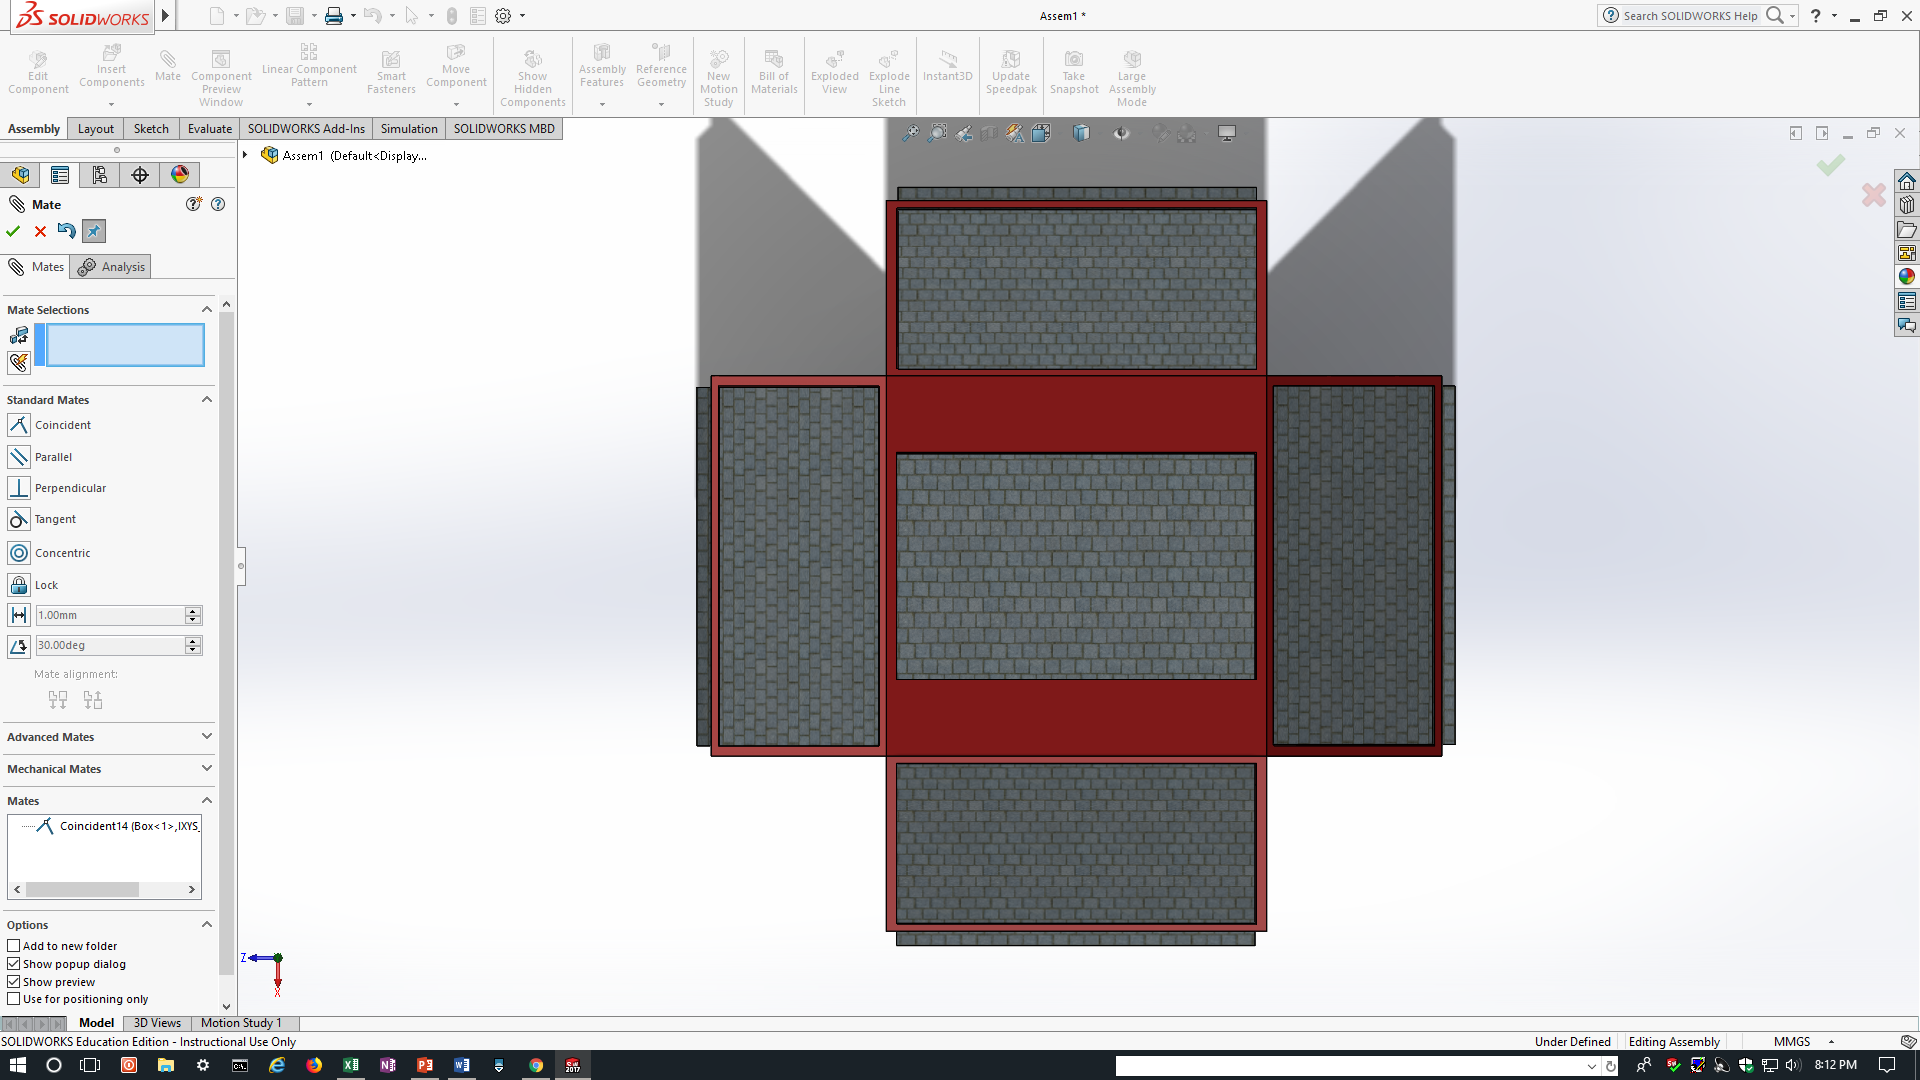 SOLIDWORKS
Assem1 *
Search SOLIDWORKS Help
Edit Component
Insert Components
Mate
Component Preview Window
Linear Component Pattern
Smart Fasteners
Move Component
Show Hidden Components
Assembly Features
Reference Geometry
New Motion Study
Bill of Materials
Exploded View
Explode Line Sketch
Instant3D
Update Speedpak
Take Snapshot
Large Assembly Mode
Assembly
Layout
Sketch
Evaluate
SOLIDWORKS Add-Ins
Simulation
SOLIDWORKS MBD
Assem1 (Default<Display...
Mate
Mates
Analysis
Mate Selections
Standard Mates
Coincident
Parallel
Perpendicular
Tangent
Concentric
Lock
1.00mm
30.00deg
Mate alignment:
Advanced Mates
Mechanical Mates
Mates
Coincident14 (Box<1>,IXYS_
Options
Add to new folder
Show popup dialog
Show preview
Use for positioning only
Z
X
Model
3D Views
Motion Study 1
SOLIDWORKS Education Edition - Instructional Use Only
Under Defined
Editing Assembly
MMGS
8:12 PM